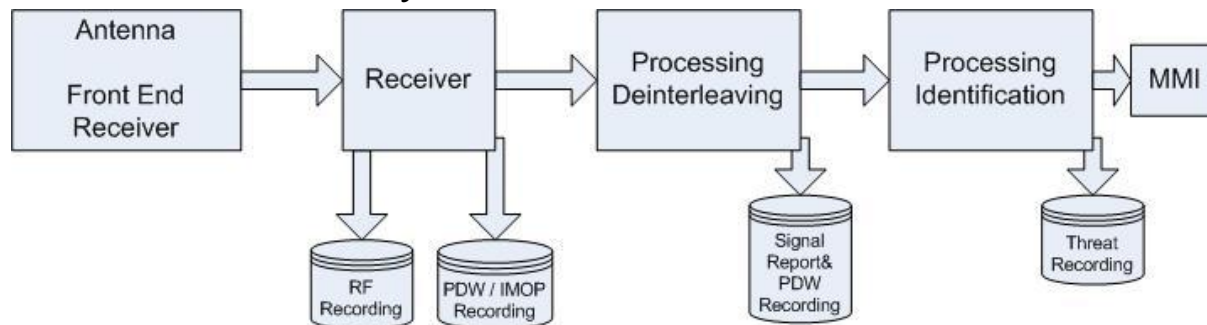 Antenna
Front End
Receiver
Receiver
Processing
Deinterleaving
Processing
Identification
MMI
RF
Recording
PDW / IMOP
Recording
Signal
Report&
PDW
Recording
Threat
Recording